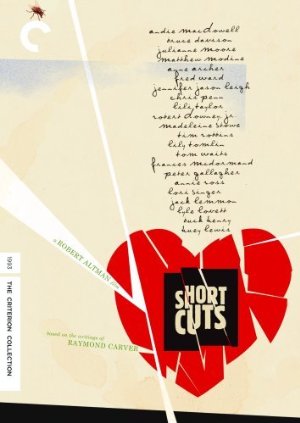 andie macdowell
bruce davison
julianne moore
matthew modine
anne archer
fred ward
jennifer jason leigh
chris penn
lili taylor
robert downey, jr.
madeleine stowe
tim robbins
lily tomlin
tom waits
frances mcdormand
peter gallagher
annie ross
lori singer
jack lemmon
lyle lovett
buck henry
huey lewis
a ROBERT ALTMAN film
SHORT
CUTS
based on the writings of
RAYMOND CARVER
1993 THE CRITERION COLLECTION